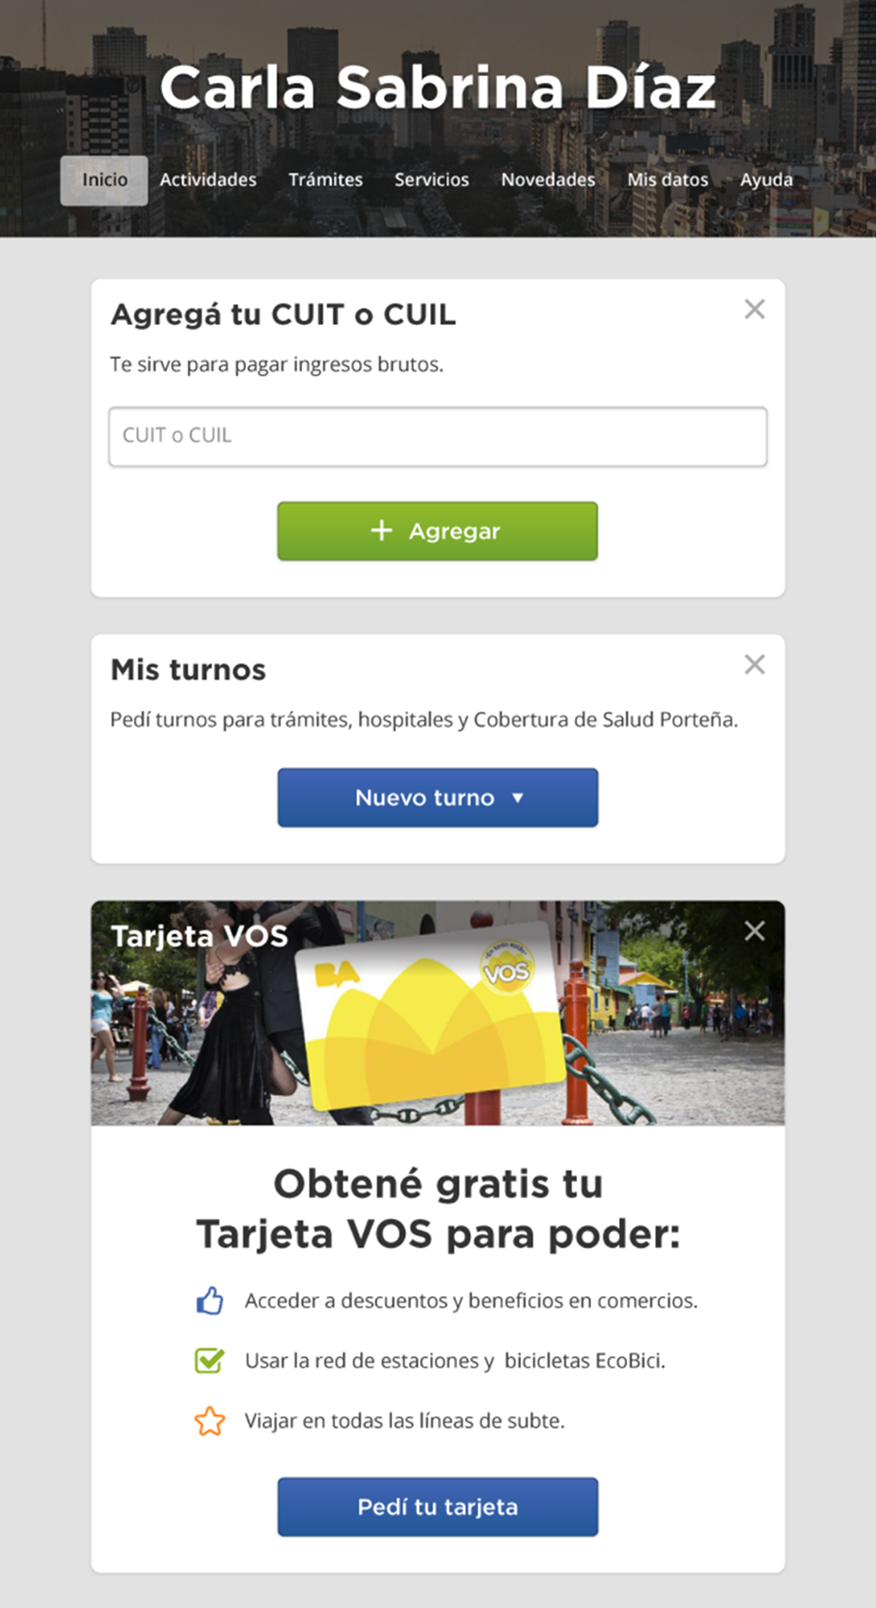 Carla Sabrina Díaz
Inicio Actividades Trámites Servicios Novedades Mis datos Ayuda
Agregá tu CUIT o CUIL
Te sirve para pagar ingresos brutos.
CUIT o CUIL
+ Agregar
Mis turnos
Pedí turnos para trámites, hospitales y Cobertura de Salud Porteña.
Nuevo turno ▼
Tarjeta VOS
BA
VOS
Obtené gratis tu
Tarjeta VOS para poder:
Acceder a descuentos y beneficios en comercios.
Usar la red de estaciones y bicicletas EcoBici.
Viajar en todas las líneas de subte.
Pedí tu tarjeta